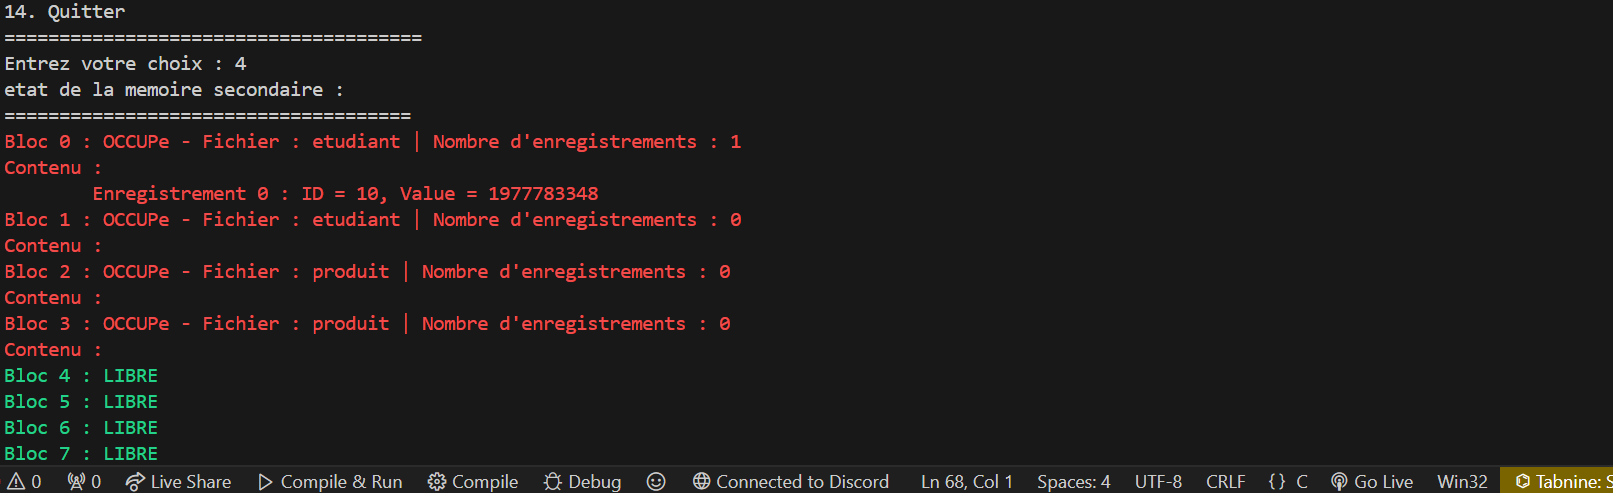 14. Quitter
======================================
Entrez votre choix : 4
etat de la memoire secondaire :
=====================================
Bloc 0 : OCCUPe - Fichier : etudiant | Nombre d'enregistrements : 1
Contenu :
Enregistrement 0 : ID = 10, Value = 1977783348
Bloc 1 : OCCUPe - Fichier : etudiant | Nombre d'enregistrements : 0
Contenu :
Bloc 2 : OCCUPe - Fichier : produit | Nombre d'enregistrements : 0
Contenu :
Bloc 3 : OCCUPe - Fichier : produit | Nombre d'enregistrements : 0
Contenu :
Bloc 4 : LIBRE
Bloc 5 : LIBRE
Bloc 6 : LIBRE
Bloc 7 : LIBRE
0 0 Live Share Compile & Run Compile Debug Connected to Discord Ln 68, Col 1 Spaces: 4 UTF-8 CRLF {} C Go Live Win32 Tabnine: S